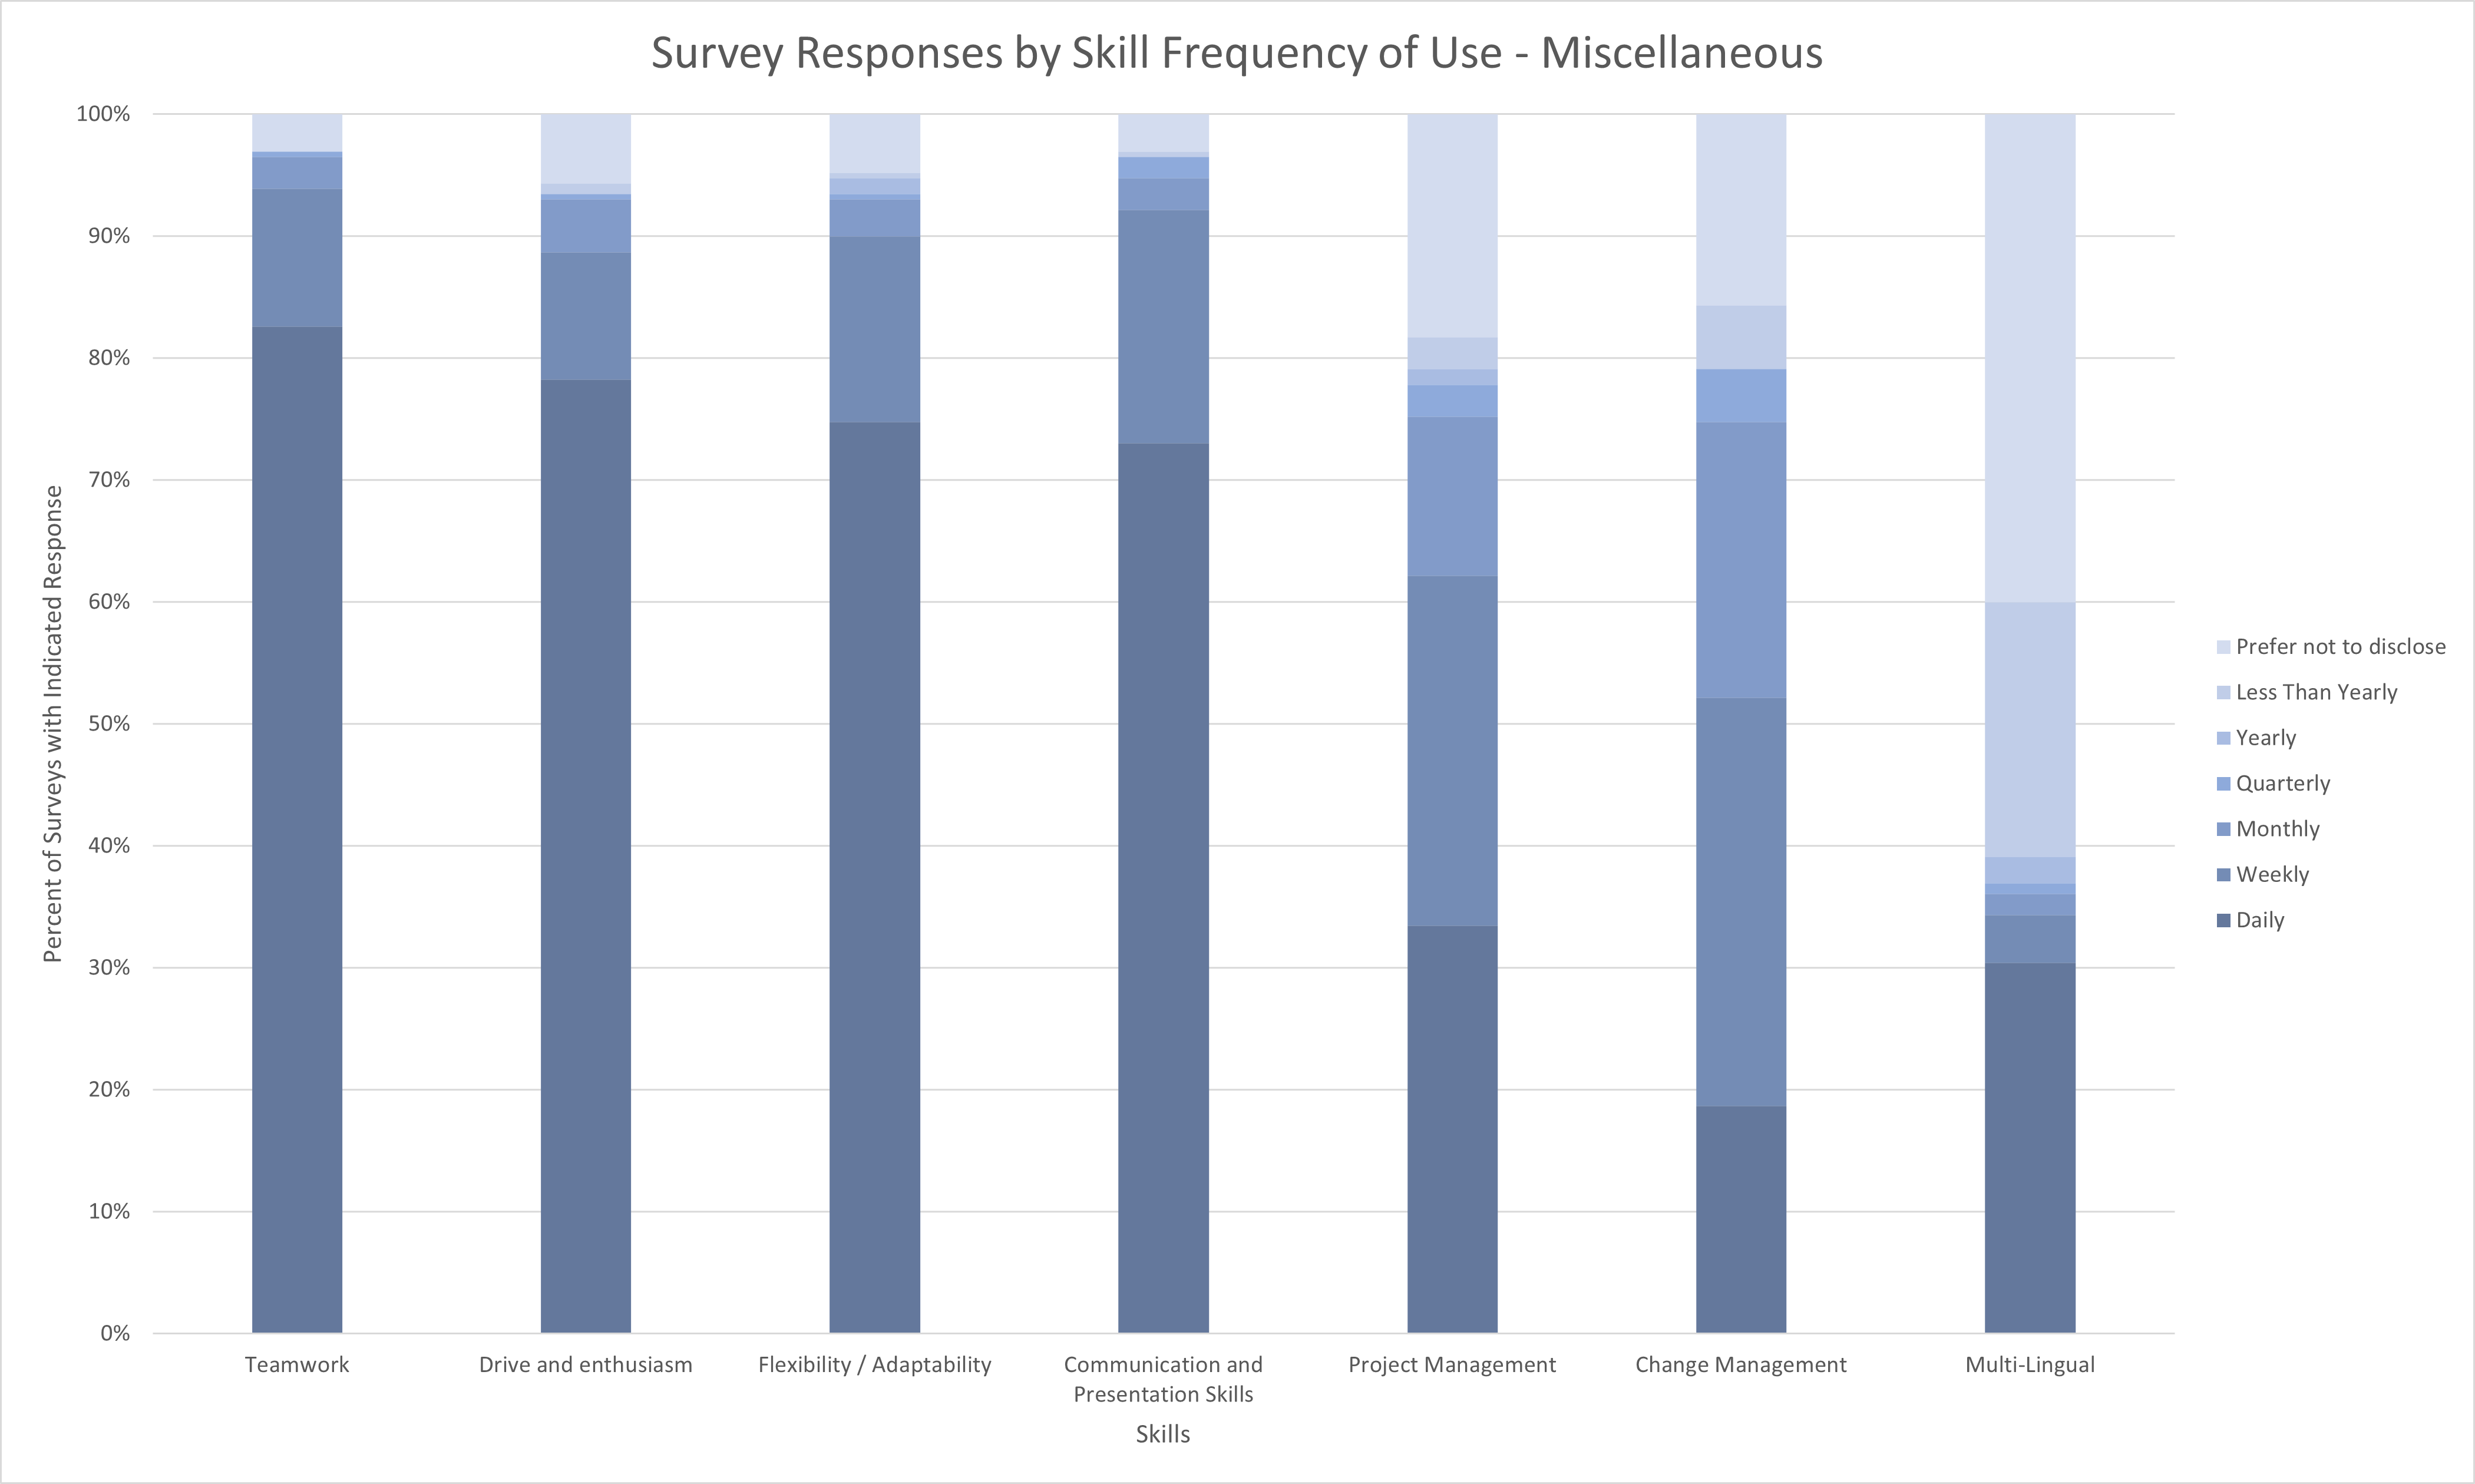 Survey Responses by Skill Frequency of Use - Miscellaneous
Percent of Surveys with Indicated Response
100%
90%
80%
70%
60%
50%
40%
30%
20%
10%
0%
Teamwork
Drive and enthusiasm
Flexibility / Adaptability
Communication and
Presentation Skills
Project Management
Change Management
Multi-Lingual
Skills
Prefer not to disclose
Less Than Yearly
Yearly
Quarterly
Monthly
Weekly
Daily